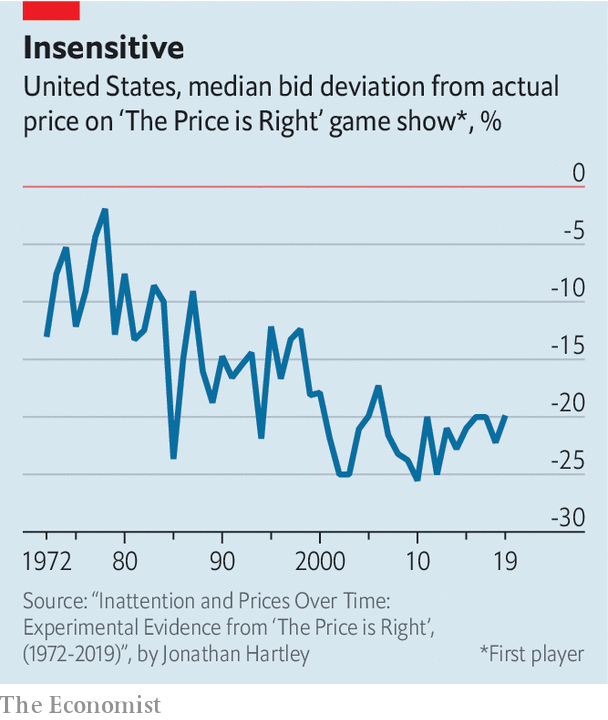 Insensitive
United States, median bid deviation from actual
price on ‘The Price is Right’ game show*, %
0
-5
-10
-15
-20
-25
-30
1972 80 90 2000 10 19
Source: “Inattention and Prices Over Time:
Experimental Evidence from ‘The Price is Right’,
(1972-2019)”, by Jonathan Hartley *First player
The Economist